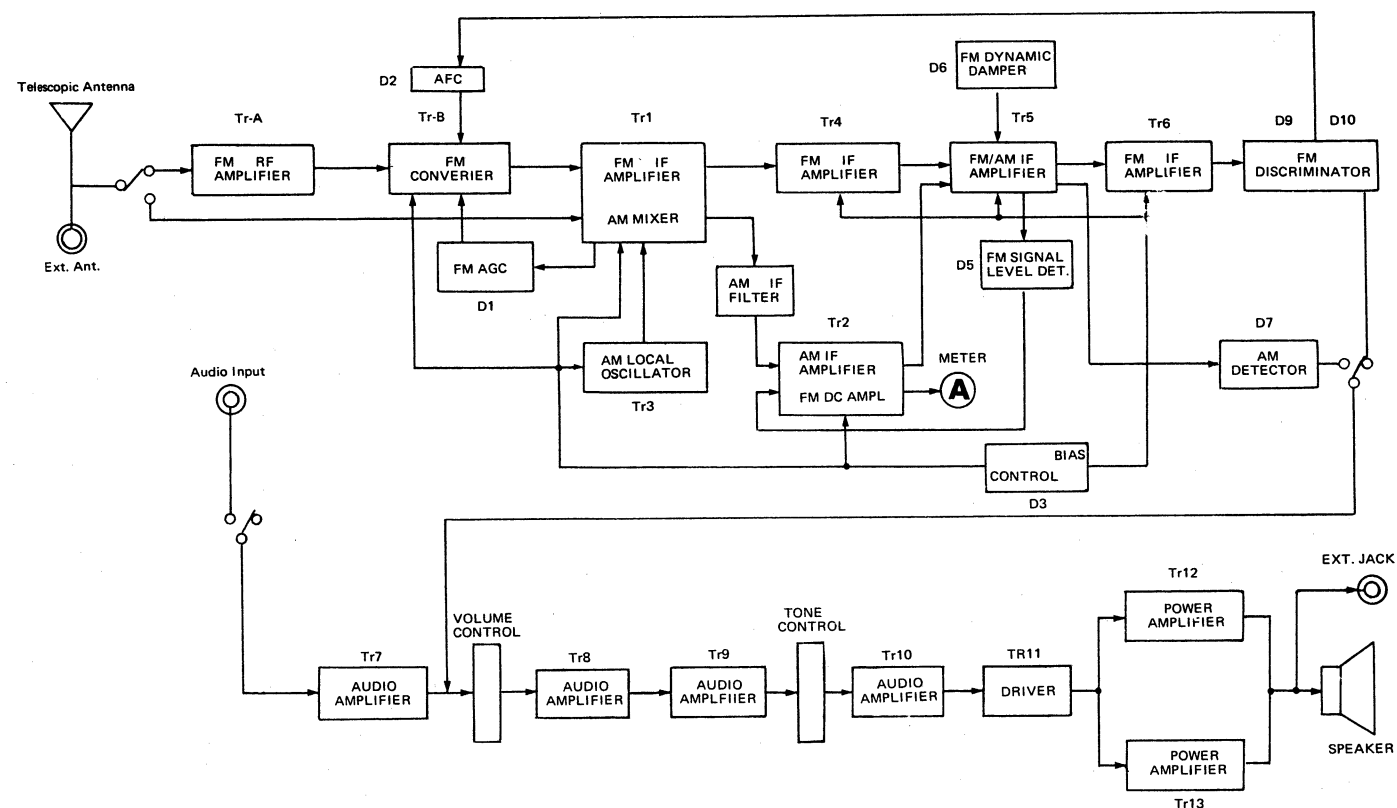 D6
FM DYNAMIC
DAMPER
D2
AFC
Telescopic Antenna
Tr-A
Tr-B
Tr1
Tr4
Tr5
Tr6
D9
D10
FM RF
AMPLIFIER
FM
CONVERIER
FM IF
AMPLIFIER
AM MIXER
FM IF
AMPLIFIER
FM/AM IF
AMPLIFIER
FM IF
AMPLIFIER
FM
DISCRIMINATOR
Ext. Ant.
FM AGC
D1
AM IF
FILTER
D5
FM SIGNAL
LEVEL DET.
Tr2
D7
AM LOCAL
OSCILLATOR
Tr3
AM IF
AMPLIFIER
FM DC AMPL
METER
A
AM
DETECTOR
Audio Input
BIAS
CONTROL
D3
EXT. JACK
Tr12
POWER
AMPLIFIER
VOLUME
CONTROL
TONE
CONTROL
Tr7
AUDIO
AMPLIFIER
Tr8
AUDIO
AMPLIFIER
Tr9
AUDIO
AMPLFIIER
Tr10
AUDIO
AMPLIFIER
TR11
DRIVER
POWER
AMPLIFIER
Tr13
SPEAKER